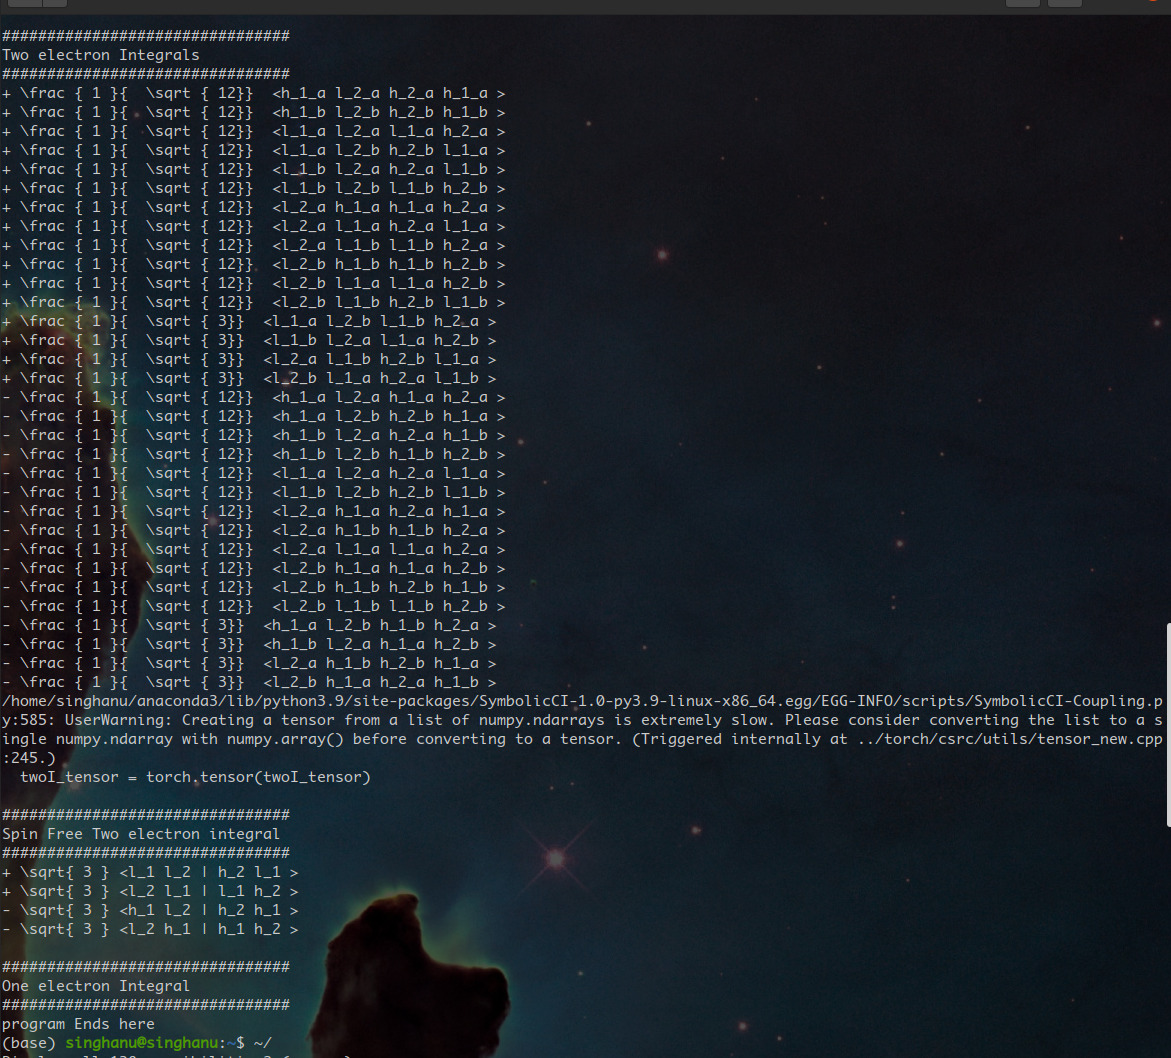 ################################
Two electron Integrals
################################
+ \frac { 1 }{  \sqrt { 12}}  <h_1_a l_2_a h_2_a h_1_a >
+ \frac { 1 }{  \sqrt { 12}}  <h_1_b l_2_b h_2_b h_1_b >
+ \frac { 1 }{  \sqrt { 12}}  <l_1_a l_2_a l_1_a h_2_a >
+ \frac { 1 }{  \sqrt { 12}}  <l_1_a l_2_b h_2_b l_1_a >
+ \frac { 1 }{  \sqrt { 12}}  <l_1_b l_2_a h_2_a l_1_b >
+ \frac { 1 }{  \sqrt { 12}}  <l_1_b l_2_b l_1_b h_2_b >
+ \frac { 1 }{  \sqrt { 12}}  <l_2_a h_1_a h_1_a h_2_a >
+ \frac { 1 }{  \sqrt { 12}}  <l_2_a l_1_a h_2_a l_1_a >
+ \frac { 1 }{  \sqrt { 12}}  <l_2_a l_1_b l_1_b h_2_a >
+ \frac { 1 }{  \sqrt { 12}}  <l_2_b h_1_b h_1_b h_2_b >
+ \frac { 1 }{  \sqrt { 12}}  <l_2_b l_1_a l_1_a h_2_b >
+ \frac { 1 }{  \sqrt { 12}}  <l_2_b l_1_b h_2_b l_1_b >
+ \frac { 1 }{  \sqrt { 3}}  <l_1_a l_2_b l_1_b h_2_a >
+ \frac { 1 }{  \sqrt { 3}}  <l_1_b l_2_a l_1_a h_2_b >
+ \frac { 1 }{  \sqrt { 3}}  <l_2_a l_1_b h_2_b l_1_a >
+ \frac { 1 }{  \sqrt { 3}}  <l_2_b l_1_a h_2_a l_1_b >
- \frac { 1 }{  \sqrt { 12}}  <h_1_a l_2_a h_1_a h_2_a >
- \frac { 1 }{  \sqrt { 12}}  <h_1_a l_2_b h_2_b h_1_a >
- \frac { 1 }{  \sqrt { 12}}  <h_1_b l_2_a h_2_a h_1_b >
- \frac { 1 }{  \sqrt { 12}}  <h_1_b l_2_b h_1_b h_2_b >
- \frac { 1 }{  \sqrt { 12}}  <l_1_a l_2_a h_2_a l_1_a >
- \frac { 1 }{  \sqrt { 12}}  <l_1_b l_2_b h_2_b l_1_b >
- \frac { 1 }{  \sqrt { 12}}  <l_2_a h_1_a h_2_a h_1_a >
- \frac { 1 }{  \sqrt { 12}}  <l_2_a h_1_b h_1_b h_2_a >
- \frac { 1 }{  \sqrt { 12}}  <l_2_a l_1_a l_1_a h_2_a >
- \frac { 1 }{  \sqrt { 12}}  <l_2_b h_1_a h_1_a h_2_b >
- \frac { 1 }{  \sqrt { 12}}  <l_2_b h_1_b h_2_b h_1_b >
- \frac { 1 }{  \sqrt { 12}}  <l_2_b l_1_b l_1_b h_2_b >
- \frac { 1 }{  \sqrt { 3}}  <h_1_a l_2_b h_1_b h_2_a >
- \frac { 1 }{  \sqrt { 3}}  <h_1_b l_2_a h_1_a h_2_b >
- \frac { 1 }{  \sqrt { 3}}  <l_2_a h_1_b h_2_b h_1_a >
- \frac { 1 }{  \sqrt { 3}}  <l_2_b h_1_a h_2_a h_1_b >
/home/singhanu/anaconda3/lib/python3.9/site-packages/SymbolicCI-1.0-py3.9-linux-x86_64.egg/EGG-INFO/scripts/SymbolicCI-Coupling.p
y:585: UserWarning: Creating a tensor from a list of numpy.ndarrays is extremely slow. Please consider converting the list to a s
ingle numpy.ndarray with numpy.array() before converting to a tensor. (Triggered internally at ../torch/csrc/utils/tensor_new.cpp
:245.)
  twoI_tensor = torch.tensor(twoI_tensor)
################################
Spin Free Two electron integral
################################
+ \sqrt{ 3 } <l_1 l_2 | h_2 l_1 >
+ \sqrt{ 3 } <l_2 l_1 | l_1 h_2 >
- \sqrt{ 3 } <h_1 l_2 | h_2 h_1 >
- \sqrt{ 3 } <l_2 h_1 | h_1 h_2 >
################################
One electron Integral
################################
program Ends here
(base) singhanu@singhanu:~$ ~/